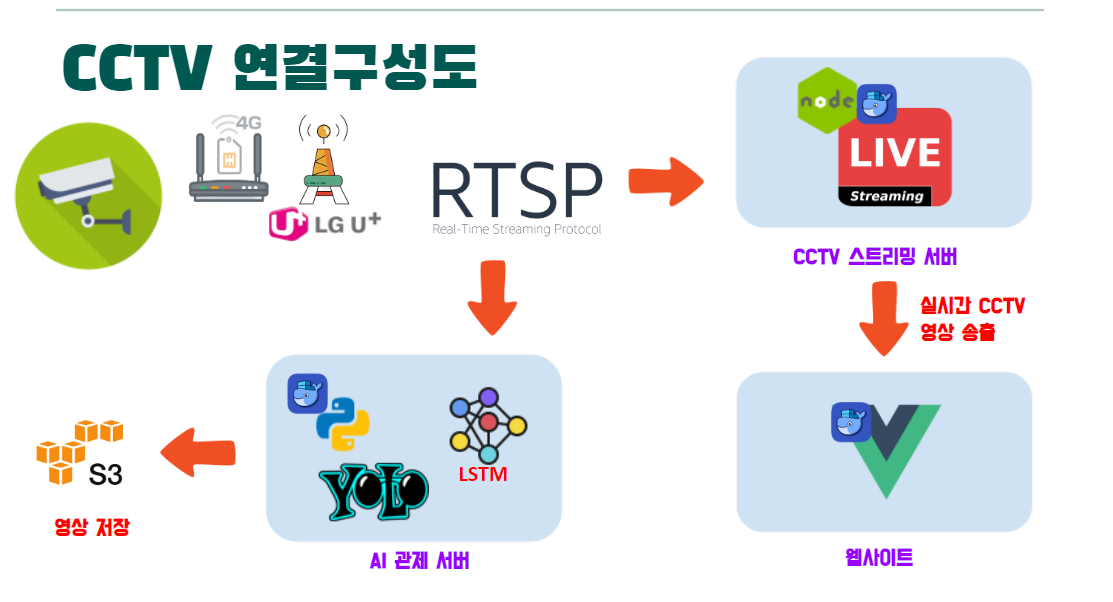 CCTV 연결구성도
4G
LG U+
U+
RTSP
Real-Time Streaming Protocol
node
LIVE
Streaming
CCTV 스트리밍 서버
실시간 CCTV
영상 송출
S3
영상 저장
YOLO
LSTM
AI 관제 서버
웹사이트